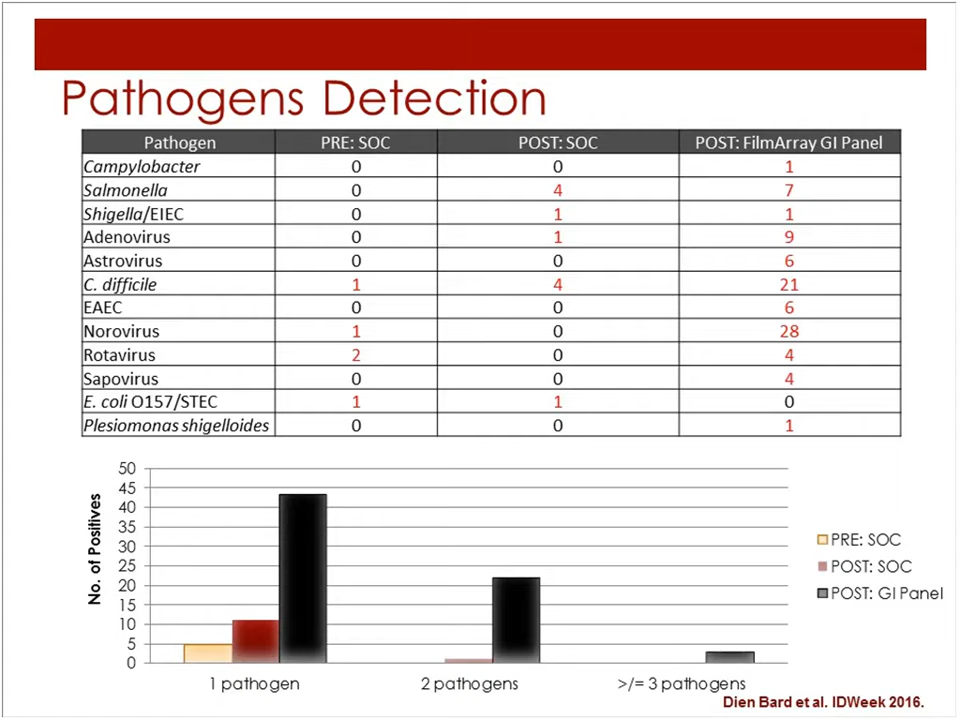 Pathogens Detection
Pathogen PRE: SOC POST: SOC POST: FilmArray GI Panel
Campylobacter 0 0 1
Salmonella 0 4 7
Shigella/EIEC 0 1 1
Adenovirus 0 1 9
Astrovirus 0 0 6
C. difficile 1 4 21
EAEC 0 0 6
Norovirus 1 0 28
Rotavirus 2 0 4
Sapovirus 0 0 4
E. coli O157/STEC 1 1 0
Plesiomonas shigelloides 0 0 1
No. of Positives
50
45
40
35
30
25
20
15
10
5
0
1 pathogen 2 pathogens >/= 3 pathogens
PRE: SOC
POST: SOC
POST: GI Panel
Dien Bard et al. IDWeek 2016.